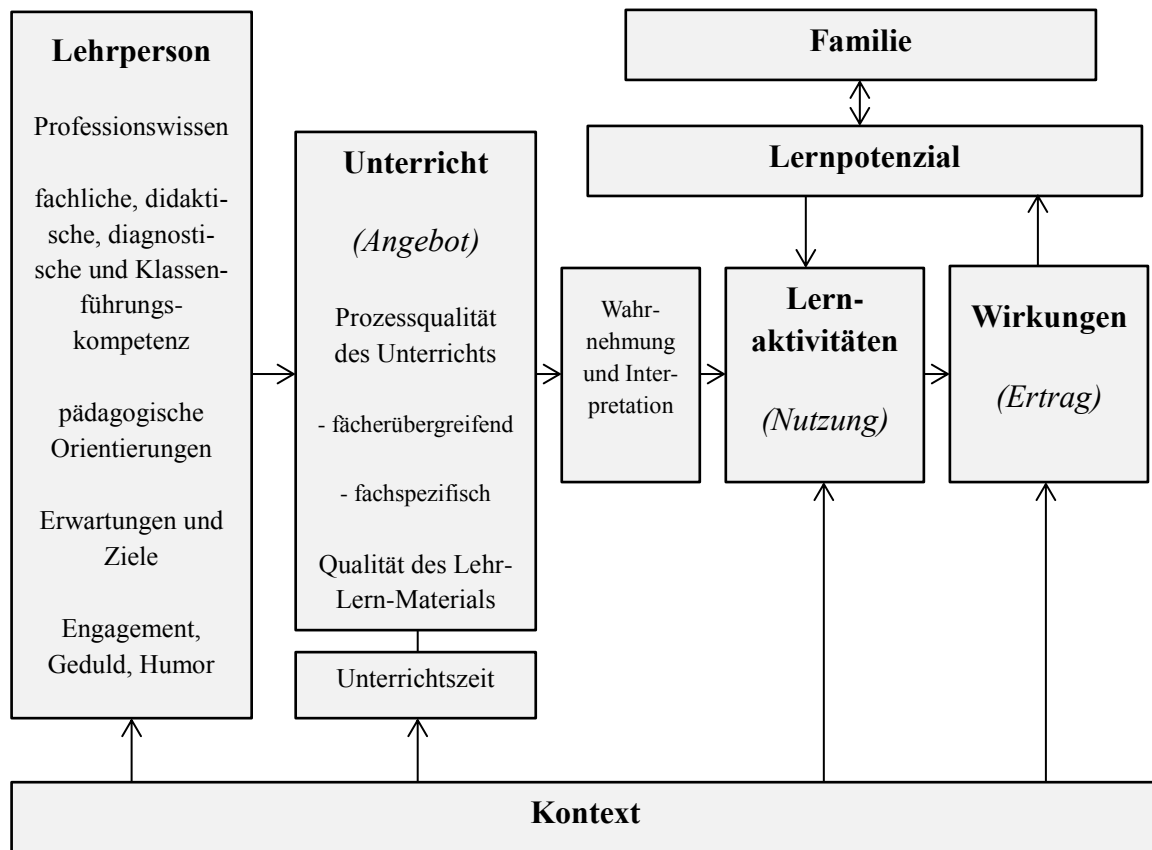 Lehrperson
Professionswissen
fachliche, didakti-
sche, diagnosti-
sche und Klassen-
führungs-
kompetenz
pädagogische
Orientierungen
Erwartungen und
Ziele
Engagement,
Geduld, Humor
Unterricht
(Angebot)
Prozessqualität
des Unterrichts
- fächerübergreifend
- fachspezifisch
Qualität des Lehr-
Lern-Materials
Unterrichtszeit
Familie
Lernpotenzial
Wahr-
nehmung
und Inter-
pretation
Lern-
aktivitäten
(Nutzung)
Wirkungen
(Ertrag)
Kontext